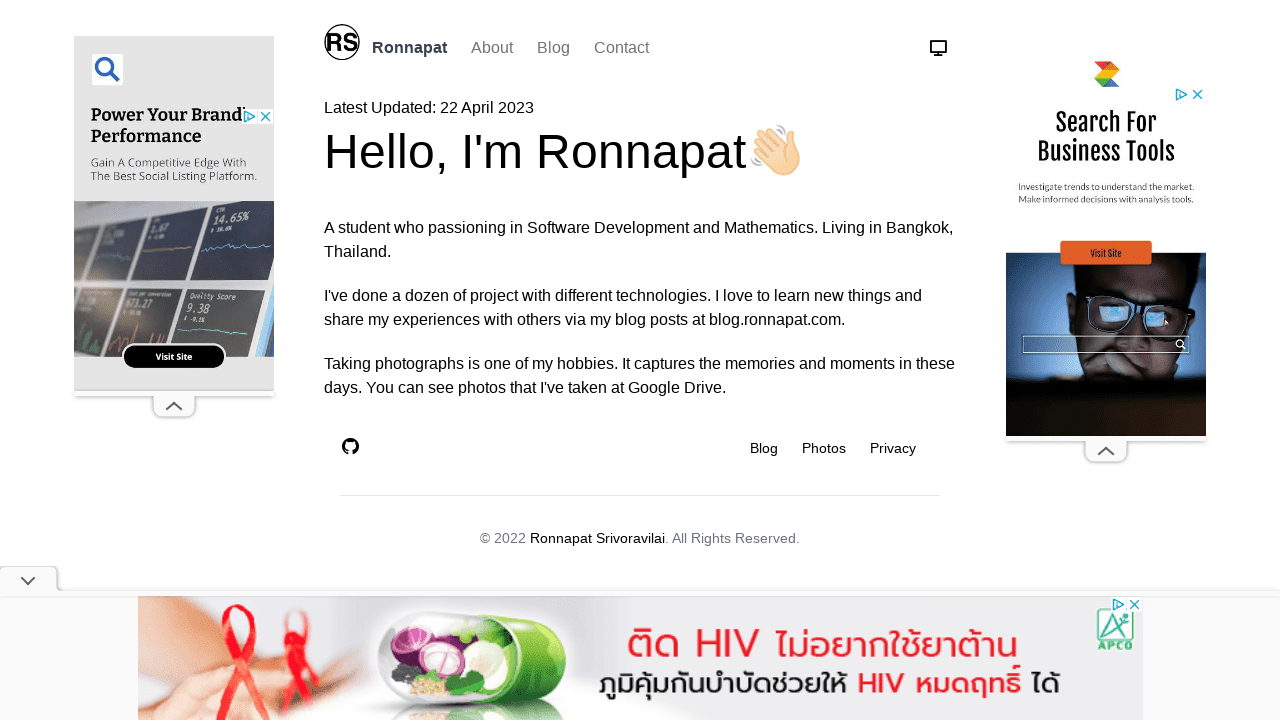 RS Ronnapat About Blog Contact
Latest Updated: 22 April 2023
Hello, I'm Ronnapat👋🏻
A student who passioning in Software Development and Mathematics. Living in Bangkok,
Thailand.
I've done a dozen of project with different technologies. I love to learn new things and
share my experiences with others via my blog posts at blog.ronnapat.com.
Taking photographs is one of my hobbies. It captures the memories and moments in these
days. You can see photos that I've taken at Google Drive.
Blog Photos Privacy
© 2022 Ronnapat Srivoravilai. All Rights Reserved.
Power Your Brandi
Performance
Gain A Competitive Edge With
The Best Social Listing Platform.
CTR
14.65%
1.67
673.27
Quality Score
9.38
Visit Site
Search For
Business Tools
Investigate trends to understand the market.
Make informed decisions with analysis tools.
Visit Site
ติด HIV ไม่อยากใช้ยาต้าน
ภูมิคุ้มกันบำบัดช่วยให้ HIV หมดฤทธิ์ ได้
APCO